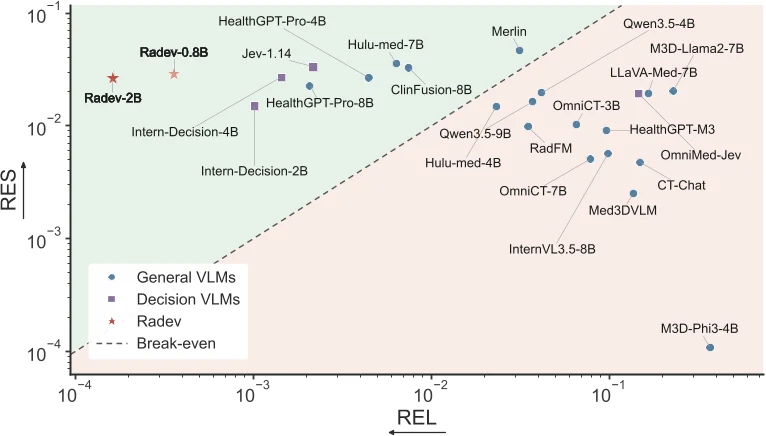 10⁻¹
10⁻²
10⁻³
10⁻⁴
RES
HealthGPT-Pro-4B
Qwen3.5-4B
Merlin
Hulu-med-7B
M3D-Llama2-7B
Radev-0.8B
Jev-1.14
LLaVA-Med-7B
ClinFusion-8B
Radev-2B
HealthGPT-Pro-8B
OmniCT-3B
Intern-Decision-4B
Qwen3.5-9B
HealthGPT-M3
RadFM
OmniMed-Jev
Hulu-med-4B
Intern-Decision-2B
CT-Chat
OmniCT-7B
Med3DVLM
InternVL3.5-8B
General VLMs
Decision VLMs
Radev
Break-even
M3D-Phi3-4B
10⁻⁴
10⁻³
10⁻²
10⁻¹
REL